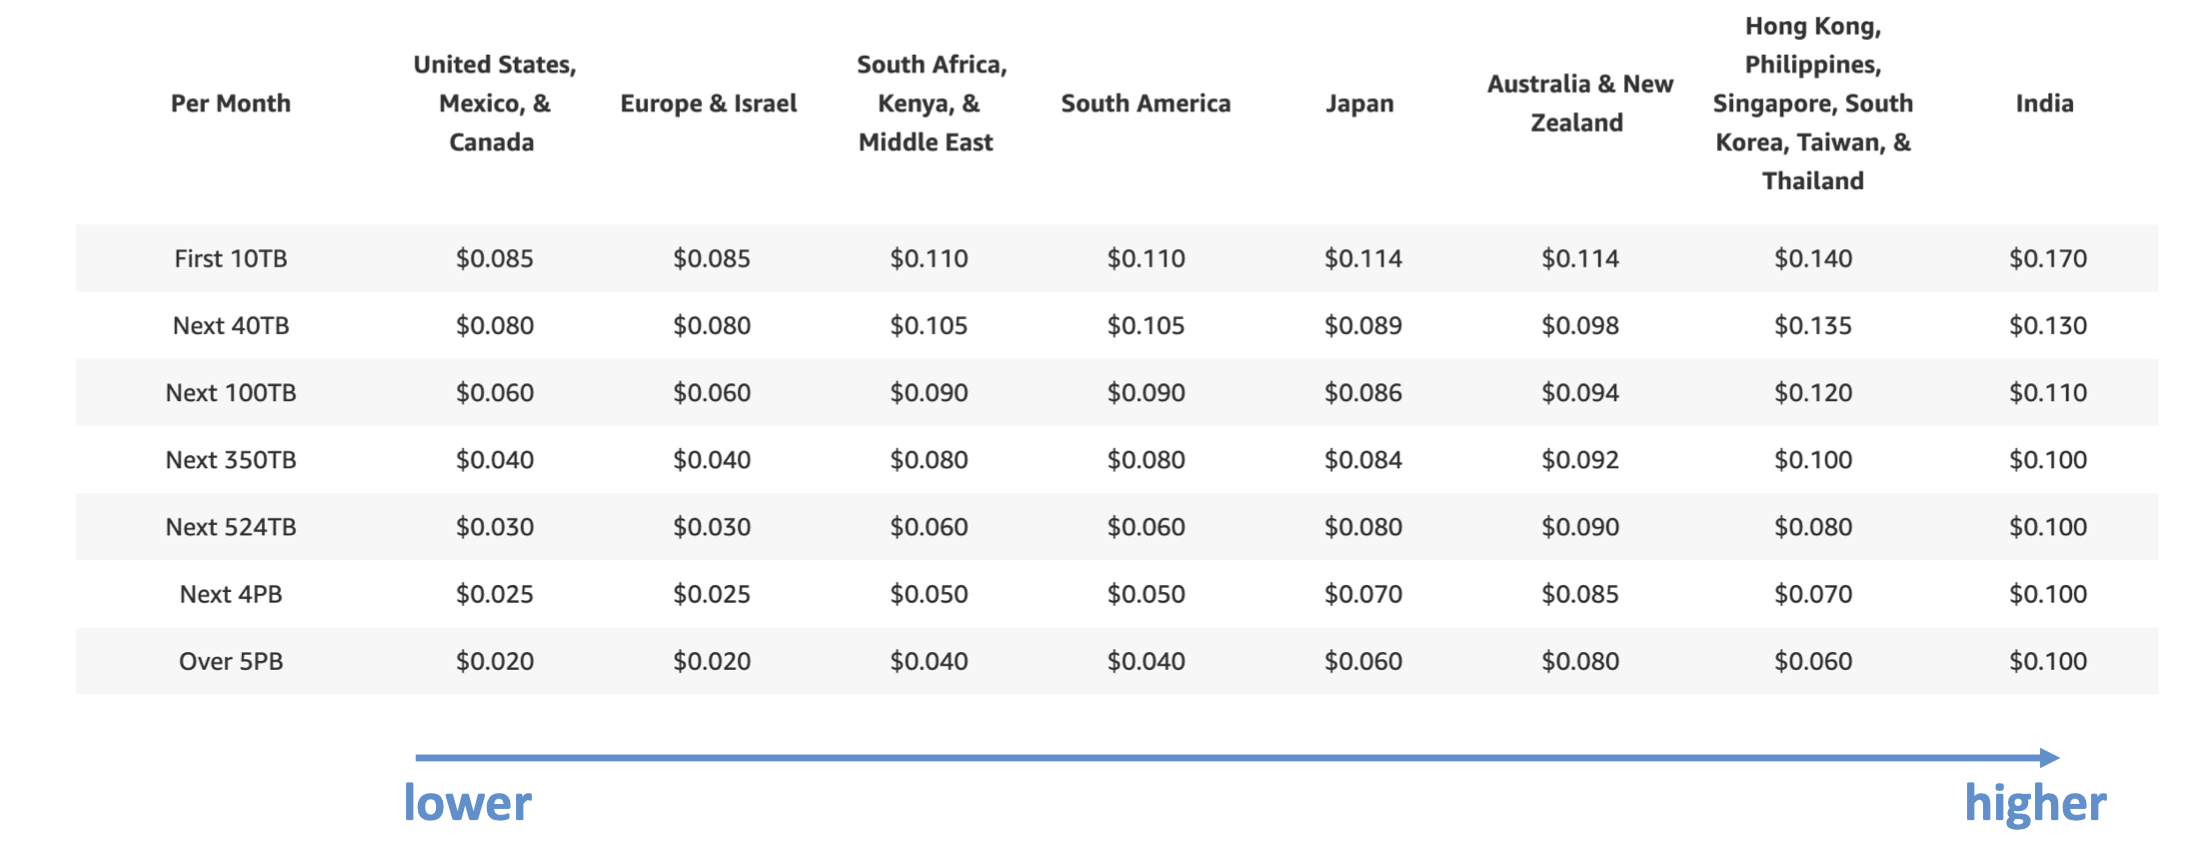 Per Month
United States,
Mexico, &
Canada
Europe & Israel
South Africa,
Kenya, &
Middle East
South America
Japan
Australia & New
Zealand
Hong Kong,
Philippines,
Singapore, South
Korea, Taiwan, &
Thailand
India
First 10TB $0.085 $0.085 $0.110 $0.110 $0.114 $0.114 $0.140 $0.170
Next 40TB $0.080 $0.080 $0.105 $0.105 $0.089 $0.098 $0.135 $0.130
Next 100TB $0.060 $0.060 $0.090 $0.090 $0.086 $0.094 $0.120 $0.110
Next 350TB $0.040 $0.040 $0.080 $0.080 $0.084 $0.092 $0.100 $0.100
Next 524TB $0.030 $0.030 $0.060 $0.060 $0.080 $0.090 $0.080 $0.100
Next 4PB $0.025 $0.025 $0.050 $0.050 $0.070 $0.085 $0.070 $0.100
Over 5PB $0.020 $0.020 $0.040 $0.040 $0.060 $0.080 $0.060 $0.100
lower higher